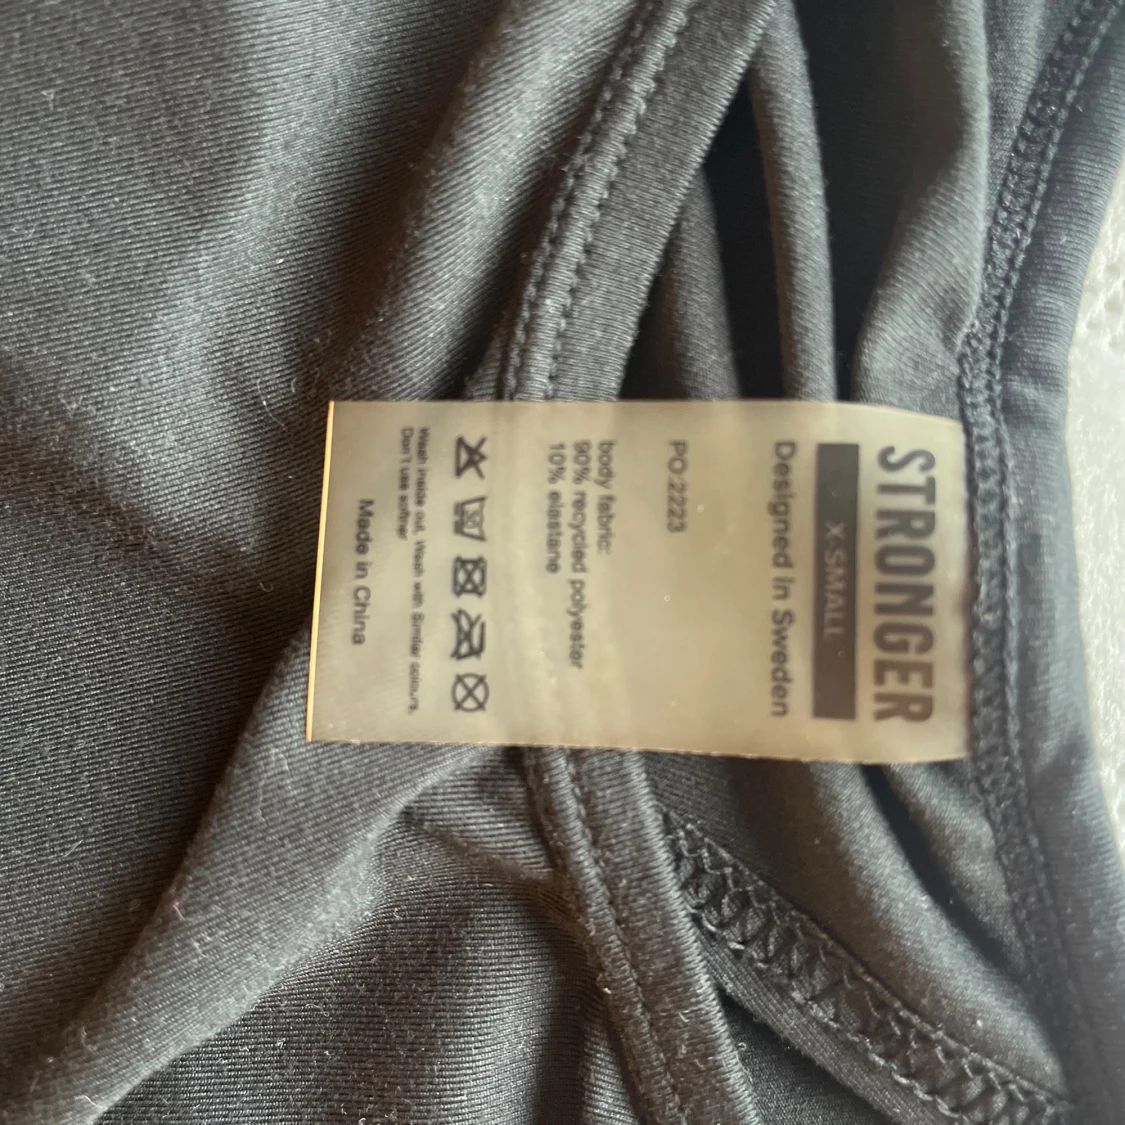 STRONGER
X-SMALL
Designed in Sweden
PO:2223
body fabric:
90% recycled polyester
10% elastane
Wash inside out. Wash with Similar colours.
Don't use softner
Made in China